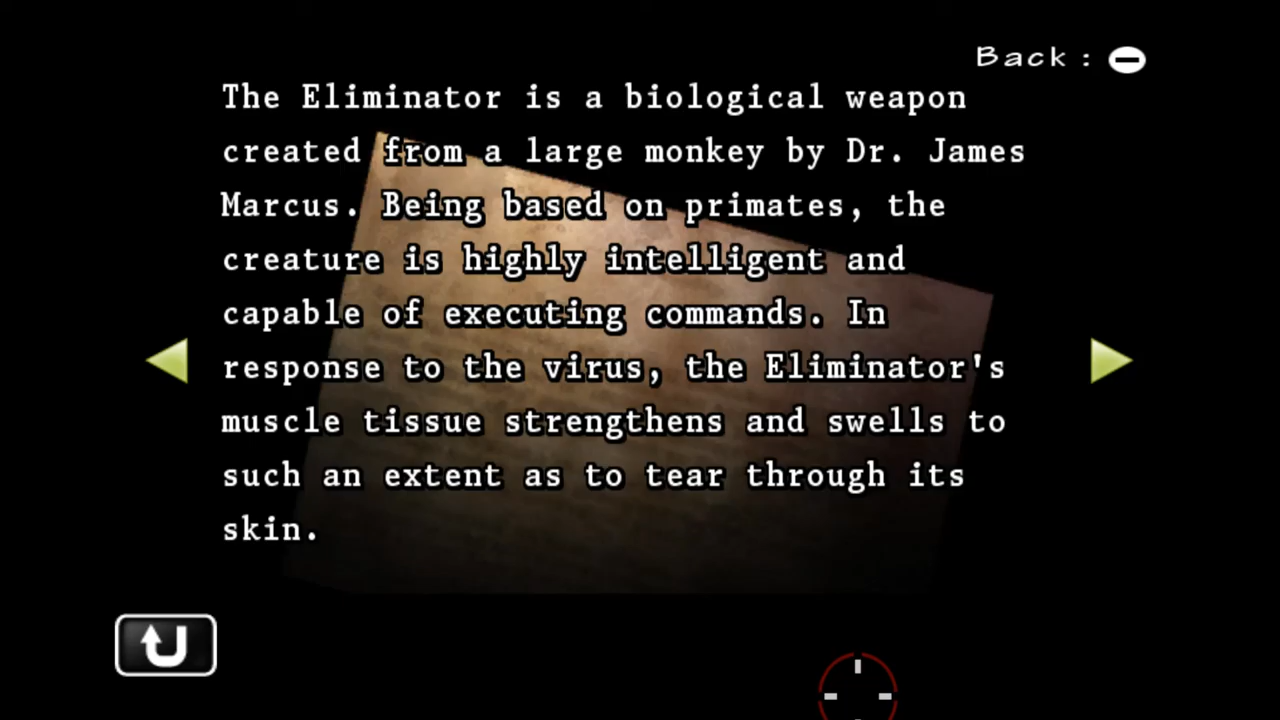 Back :
The Eliminator is a biological weapon
created from a large monkey by Dr. James
Marcus. Being based on primates, the
creature is highly intelligent and
capable of executing commands. In
response to the virus, the Eliminator's
muscle tissue strengthens and swells to
such an extent as to tear through its
skin.